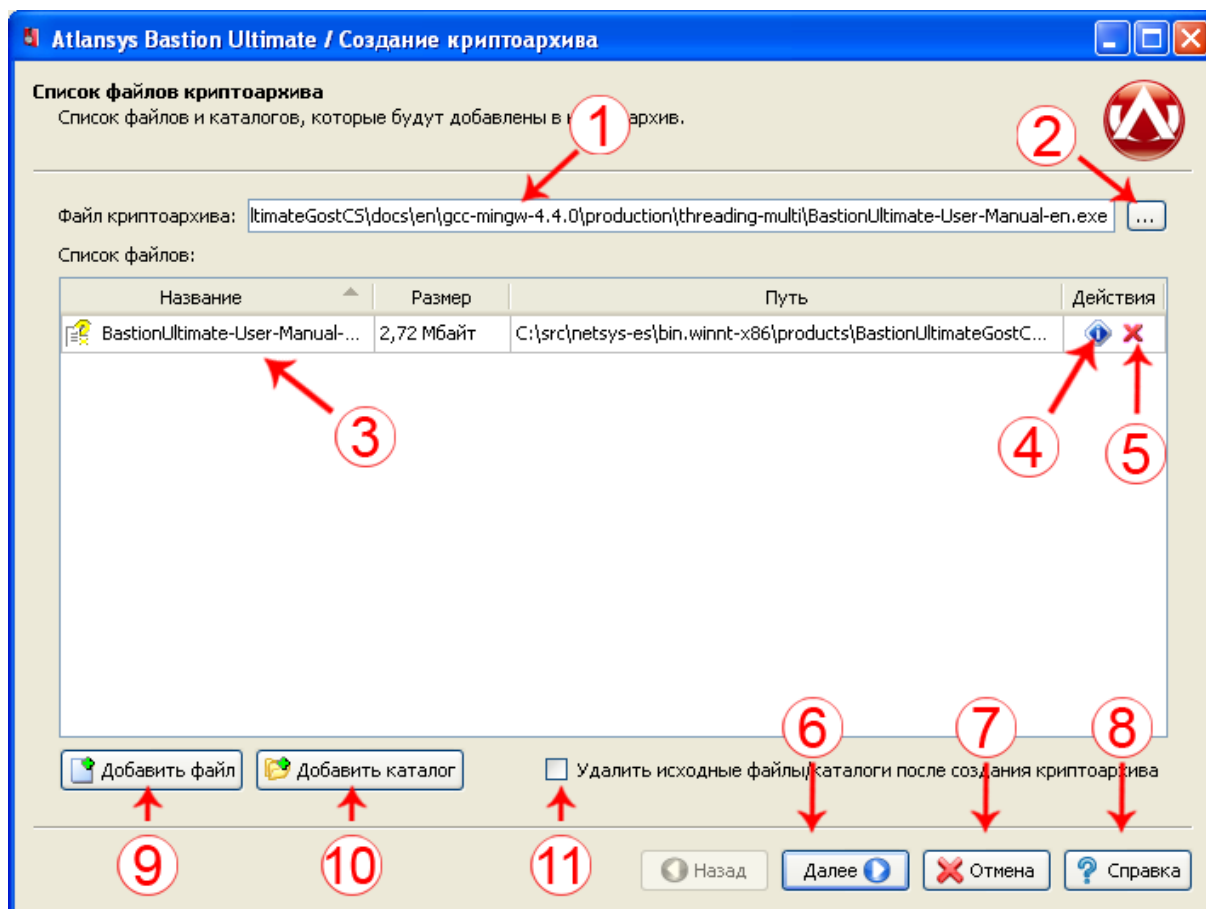 Atlansys Bastion Ultimate / Создание криптоархива
Список файлов криптоархива
Список файлов и каталогов, которые будут добавлены в к архив.
1
2
Файл криптоархива: ltimateGostCS\docs\en\gcc-mingw-4.4.0\production\threading-multi\BastionUltimate-User-Manual-en.exe ...
Список файлов:
Название Размер Путь Действия
BastionUltimate-User-Manual-... 2,72 Мбайт C:\src\netsys-es\bin.winnt-x86\products\BastionUltimateGostC...
3
4
5
6
7
8
Добавить файл Добавить каталог Удалить исходные файлы/каталоги после создания криптоархива
9
10
11
Назад Далее Отмена Справка